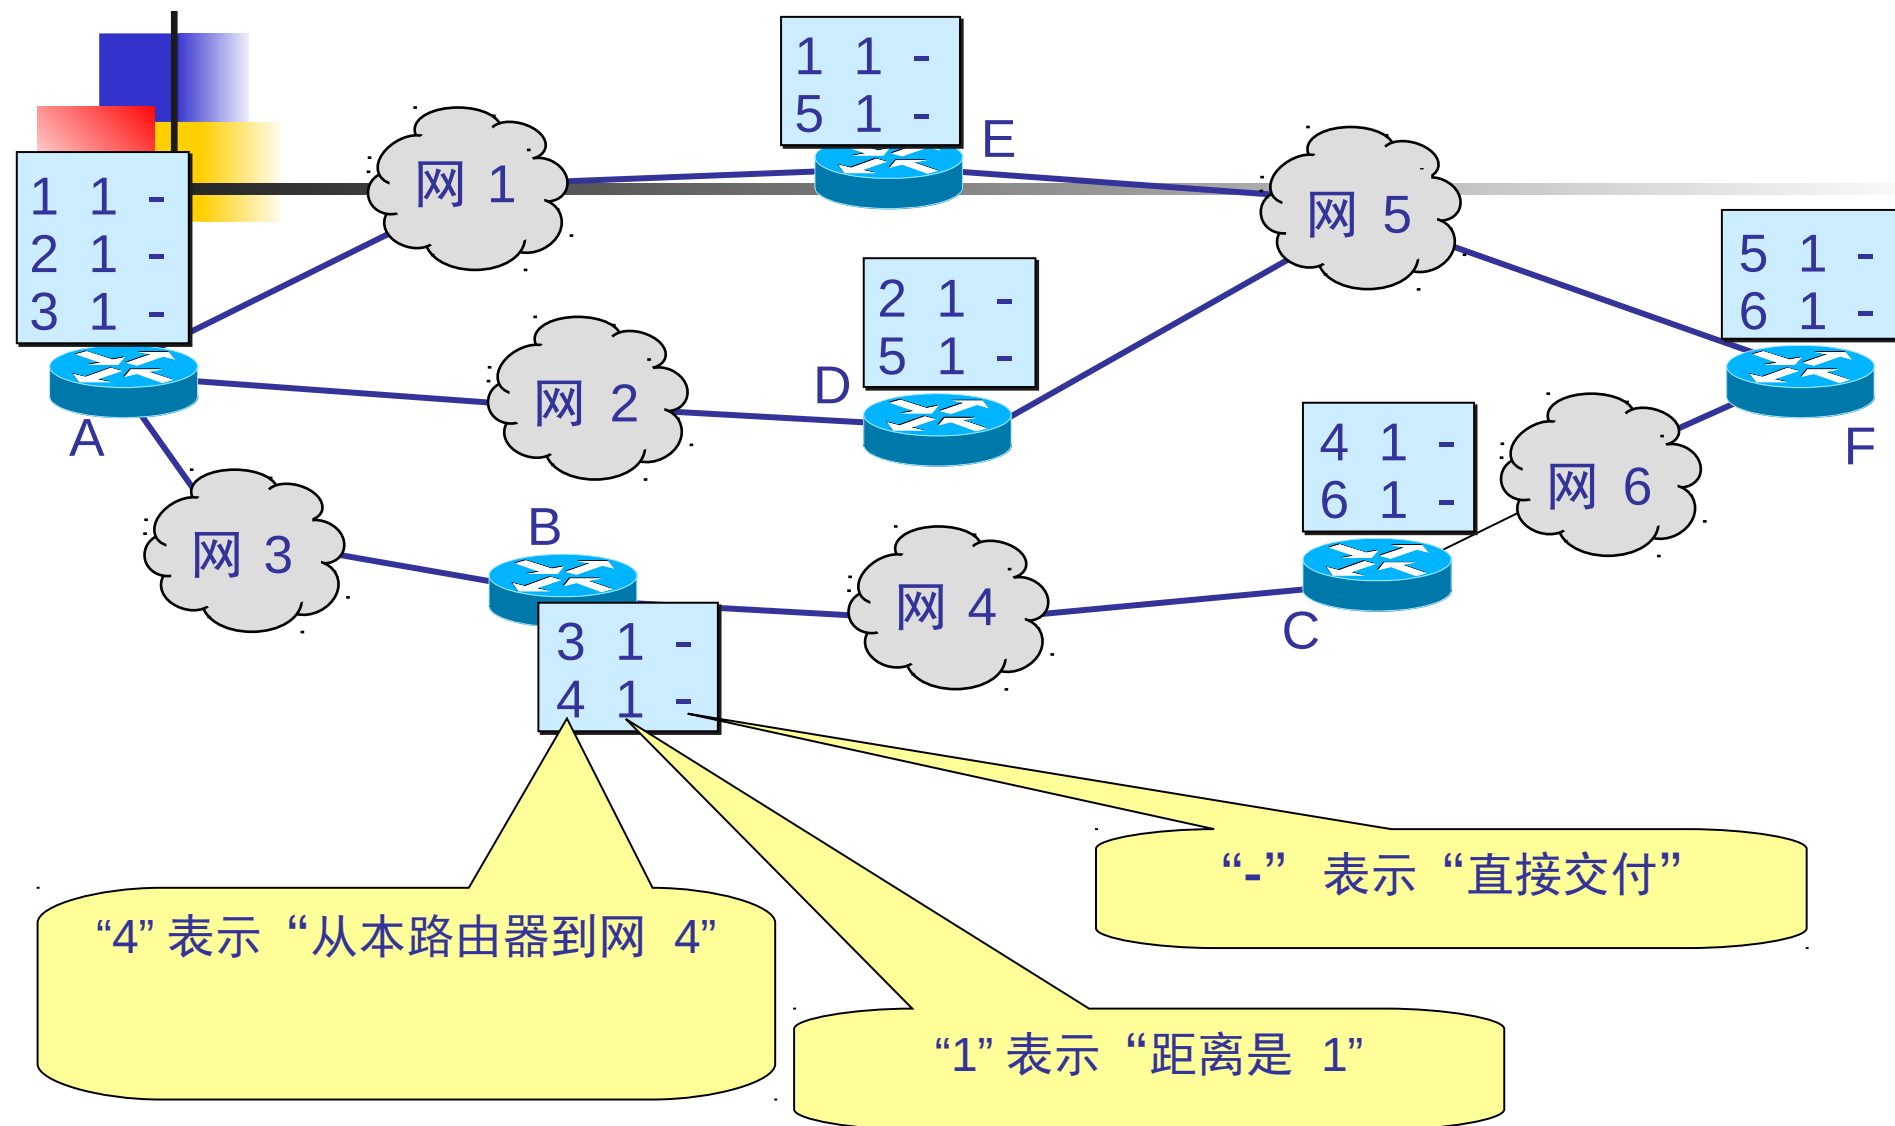 1 1 -
5 1 -
E
网 1
网 5
1 1 -
2 1 -
3 1 -
5 1 -
6 1 -
2 1 -
5 1 -
D
网 2
A
F
4 1 -
6 1 -
网 6
B
网 3
网 4
C
3 1 -
4 1 -
“-” 表示 “直接交付”
“4” 表示 “从本路由器到网 4”
“1” 表示 “距离是 1”